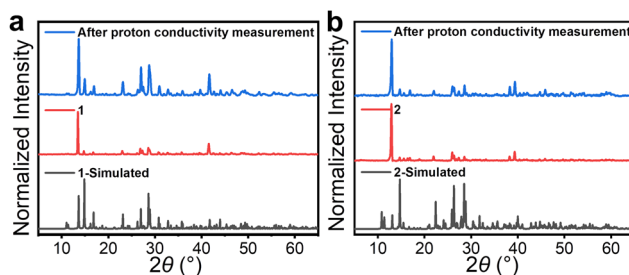 a
After proton conductivity measurement
1
1-Simulated
Normalized Intensity
10 20 30 40 50 60
2θ (°)
b
After proton conductivity measurement
2
2-Simulated
Normalized Intensity
10 20 30 40 50 60
2θ (°)